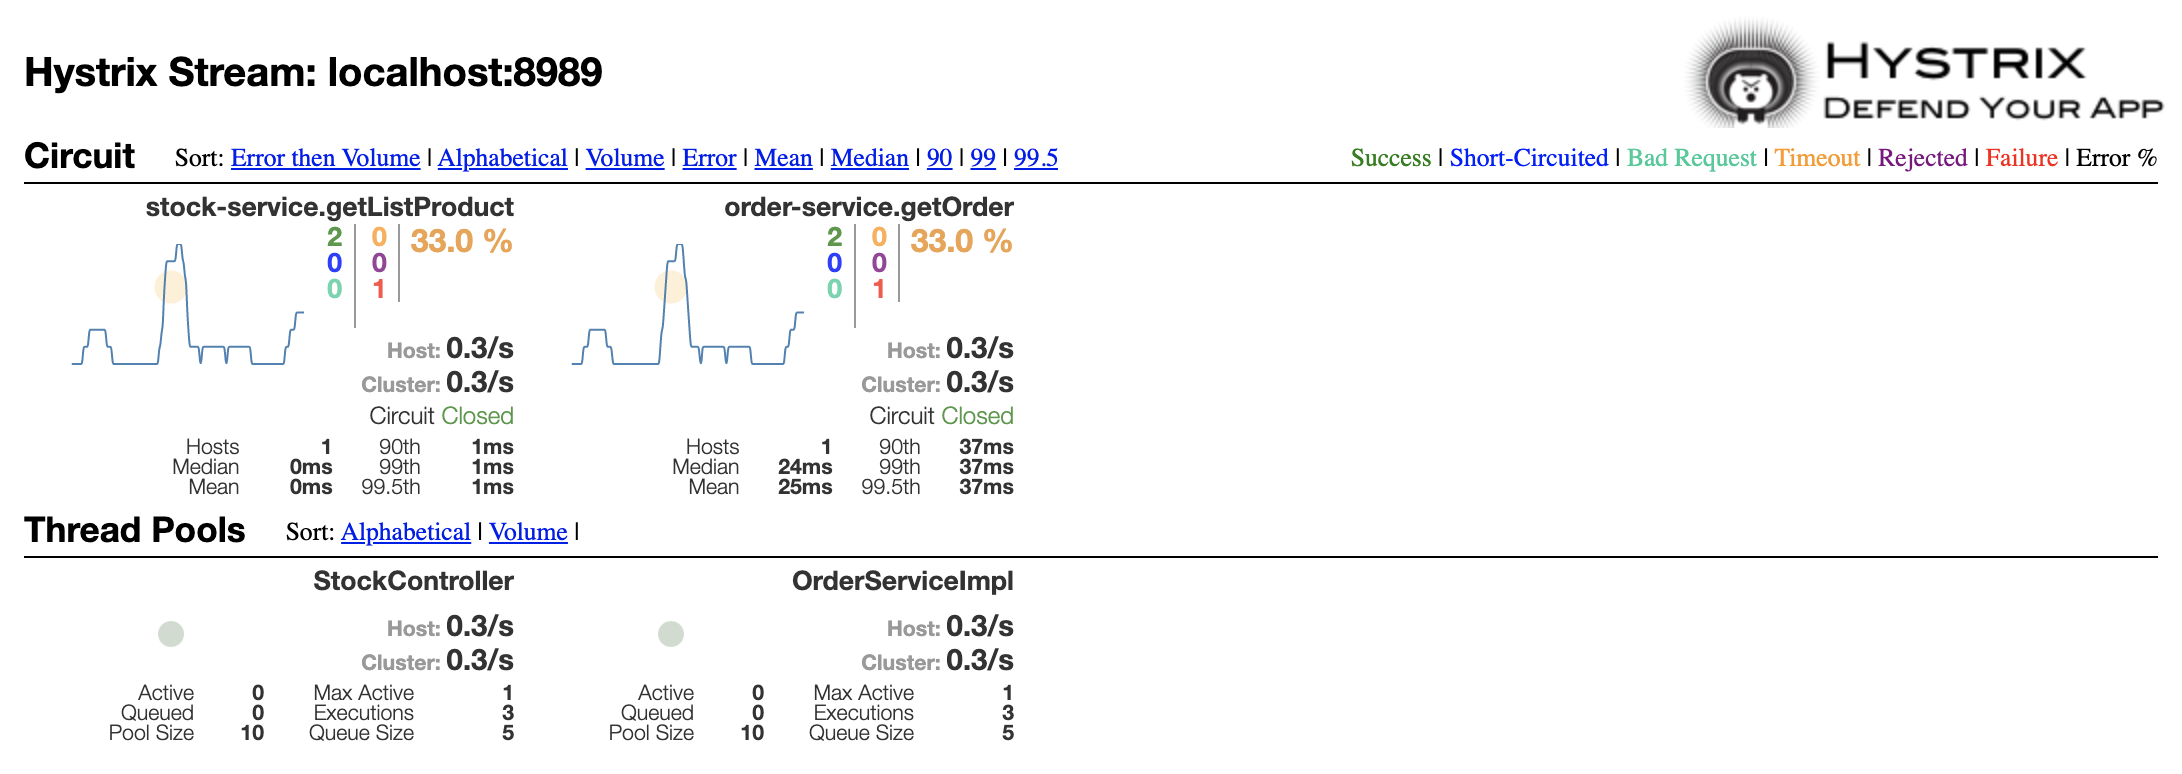 Hystrix Stream: localhost:8989
HYSTRIX
DEFEND YOUR APP
Circuit Sort: Error then Volume | Alphabetical | Volume | Error | Mean | Median | 90 | 99 | 99.5
Success | Short-Circuited | Bad Request | Timeout | Rejected | Failure | Error %
stock-service.getListProduct
2 0 33.0 %
0 0
0 1
Host: 0.3/s
Cluster: 0.3/s
Circuit Closed
Hosts 1 90th 1ms
Median 0ms 99th 1ms
Mean 0ms 99.5th 1ms
order-service.getOrder
2 0 33.0 %
0 0
0 1
Host: 0.3/s
Cluster: 0.3/s
Circuit Closed
Hosts 1 90th 37ms
Median 24ms 99th 37ms
Mean 25ms 99.5th 37ms
Thread Pools Sort: Alphabetical | Volume |
StockController
Host: 0.3/s
Cluster: 0.3/s
Active 0 Max Active 1
Queued 0 Executions 3
Pool Size 10 Queue Size 5
OrderServiceImpl
Host: 0.3/s
Cluster: 0.3/s
Active 0 Max Active 1
Queued 0 Executions 3
Pool Size 10 Queue Size 5